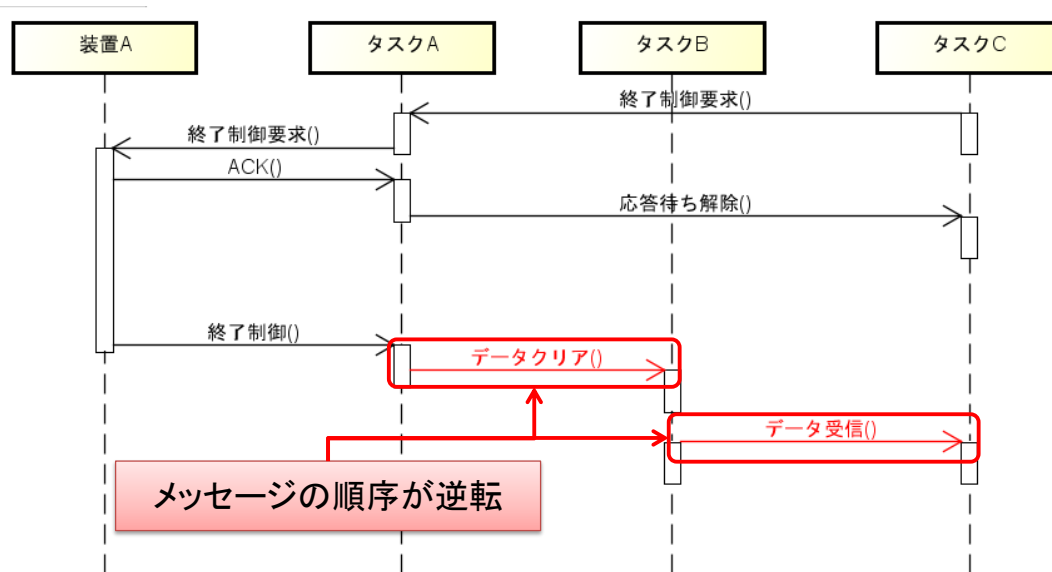 装置A
タスクA
タスクB
タスクC
終了制御要求()
終了制御要求()
ACK()
応答待ち解除()
終了制御()
データクリア()
データ受信()
メッセージの順序が逆転